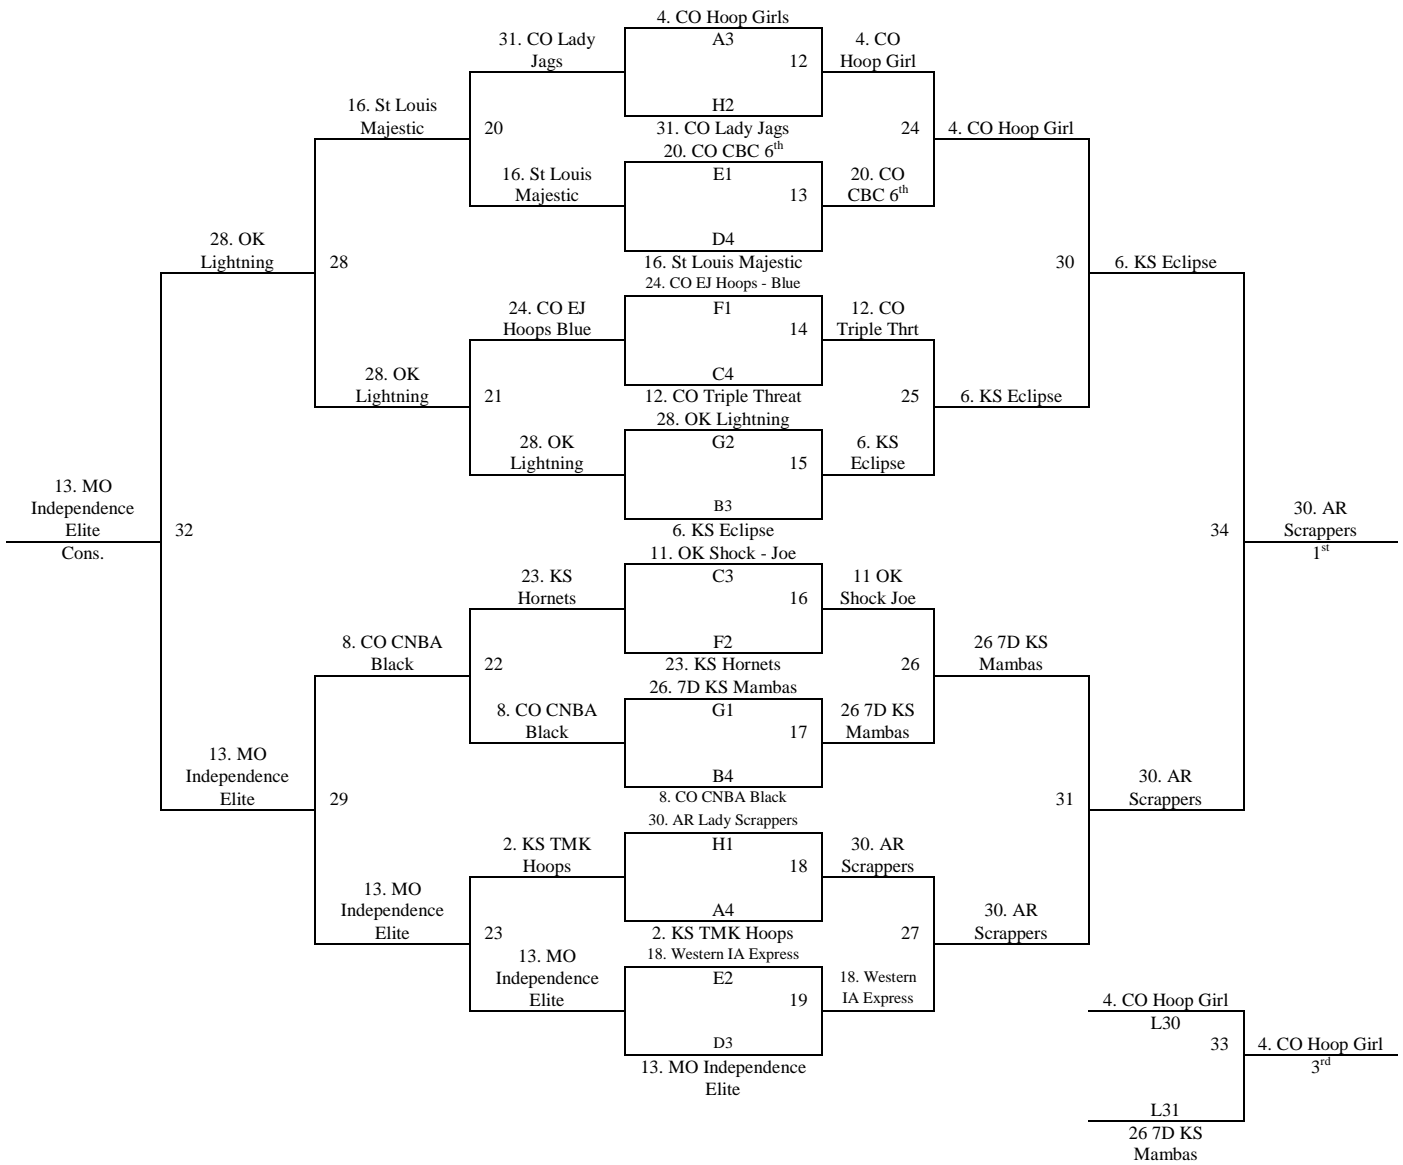 4. CO Hoop Girls
31. CO Lady
Jags
A3
12
4. CO
Hoop Girl
16. St Louis
Majestic
20
H2
31. CO Lady Jags
24
4. CO Hoop Girl
20. CO CBC 6th
16. St Louis
Majestic
E1
13
20. CO
CBC 6th
28. OK
Lightning
28
D4
16. St Louis Majestic
30
6. KS Eclipse
24. CO EJ Hoops - Blue
24. CO EJ
Hoops Blue
F1
14
12. CO
Triple Thrt
28. OK
Lightning
21
C4
12. CO Triple Threat
25
6. KS Eclipse
28. OK Lightning
28. OK
Lightning
G2
15
6. KS
Eclipse
13. MO
Independence
Elite
Cons.
32
B3
6. KS Eclipse
34
30. AR
Scrappers
1st
11. OK Shock - Joe
23. KS
Hornets
C3
16
11 OK
Shock Joe
8. CO CNBA
Black
22
F2
23. KS Hornets
26
26 7D KS
Mambas
26. 7D KS Mambas
8. CO CNBA
Black
G1
17
26 7D KS
Mambas
13. MO
Independence
Elite
29
B4
8. CO CNBA Black
31
30. AR
Scrappers
30. AR Lady Scrappers
2. KS TMK
Hoops
H1
18
30. AR
Scrappers
13. MO
Independence
Elite
23
A4
2. KS TMK Hoops
27
30. AR
Scrappers
18. Western IA Express
13. MO
Independence
Elite
E2
19
18. Western
IA Express
D3
13. MO Independence
Elite
4. CO Hoop Girl
L30
33
4. CO Hoop Girl
3rd
L31
26 7D KS
Mambas